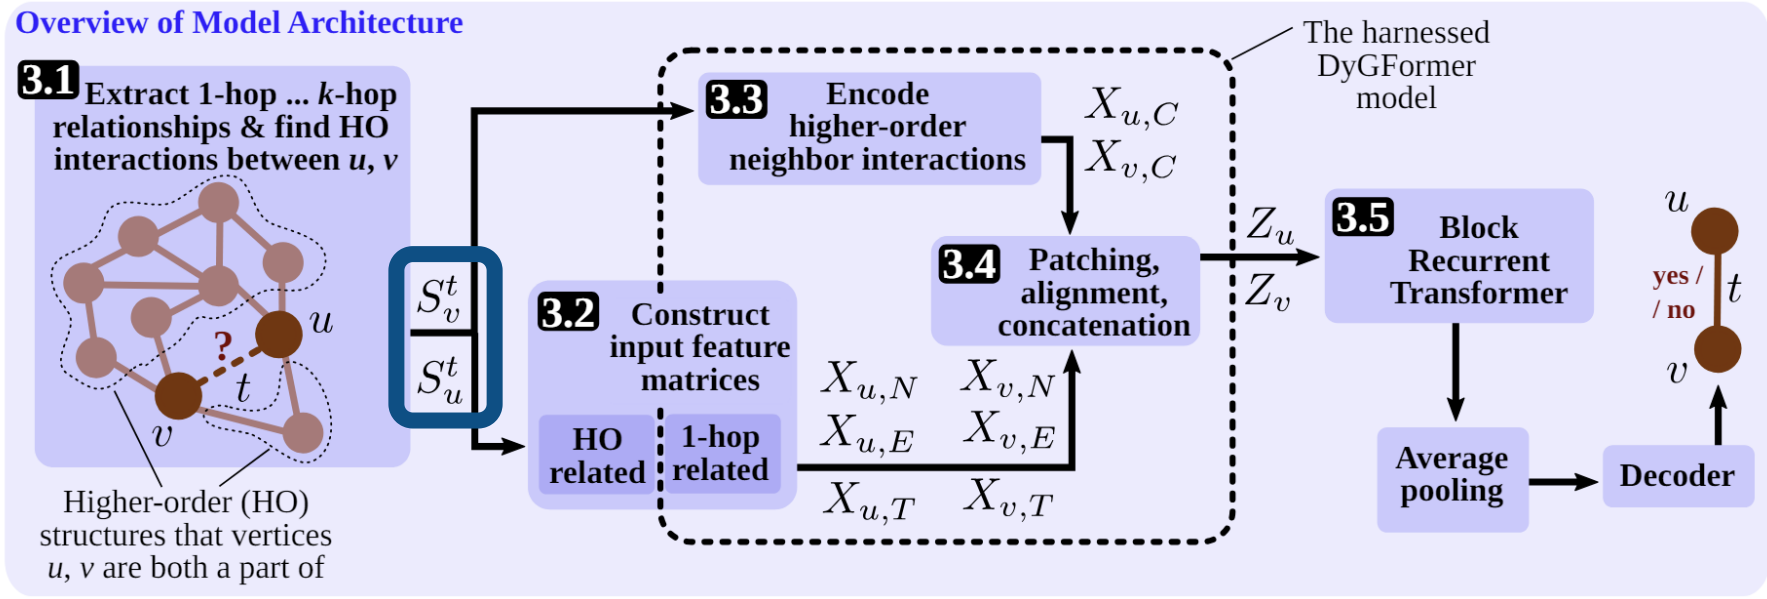 Overview of Model Architecture
3.1
Extract 1-hop ... k-hop
relationships & find HO
interactions between u, v
?
t
u
v
Higher-order (HO)
structures that vertices
u, v are both a part of
S_v^t
S_u^t
3.2
Construct
input feature
matrices
HO
related
1-hop
related
3.3
Encode
higher-order
neighbor interactions
X_{u,C}
X_{v,C}
The harnessed
DyGFormer
model
3.4
Patching,
alignment,
concatenation
X_{u,N} X_{v,N}
X_{u,E} X_{v,E}
X_{u,T} X_{v,T}
Z_u
Z_v
3.5
Block
Recurrent
Transformer
Average
pooling
Decoder
u
yes /
/ no
t
v